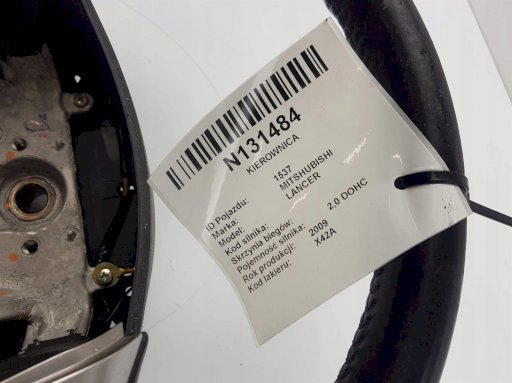 N131484
KIEROWNICA
ID Pojazdu: 1537
Marka: MITSHUBISHI
Model: LANCER
Kod silnika:
Skrzynia biegów:
Pojemność silnika: 2.0 DOHC
Rok produkcji: 2009
Kod lakieru: X42A